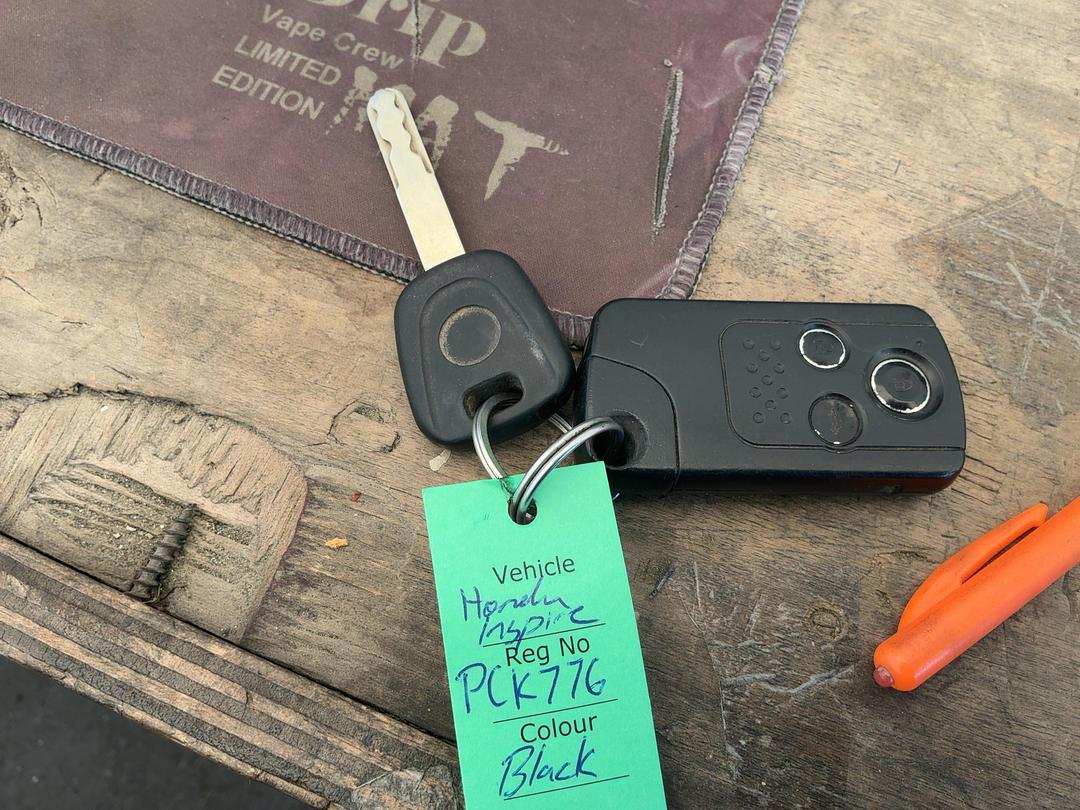 Drip
Vape Crew
LIMITED
EDITION MAT
Vehicle
Honda
Inspire
Reg No
PCK776
Colour
Black